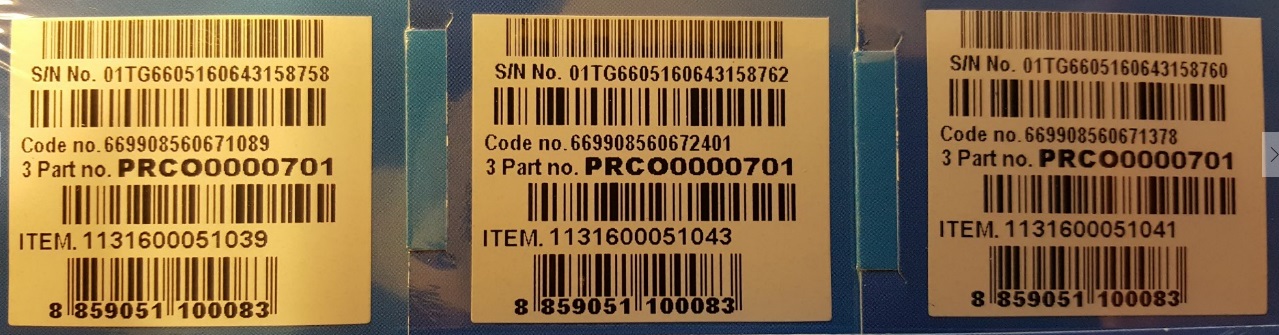 S/N No. 01TG6605160643158758
Code no.669908560671089
3 Part no. PRCO0000701
ITEM. 1131600051039
8 859051 100083
S/N No. 01TG6605160643158762
Code no.669908560672401
3 Part no. PRCO0000701
ITEM. 1131600051043
8 859051 100083
S/N No. 01TG6605160643158760
Code no.669908560671378
3 Part no. PRCO0000701
ITEM. 1131600051041
8 859051 100083